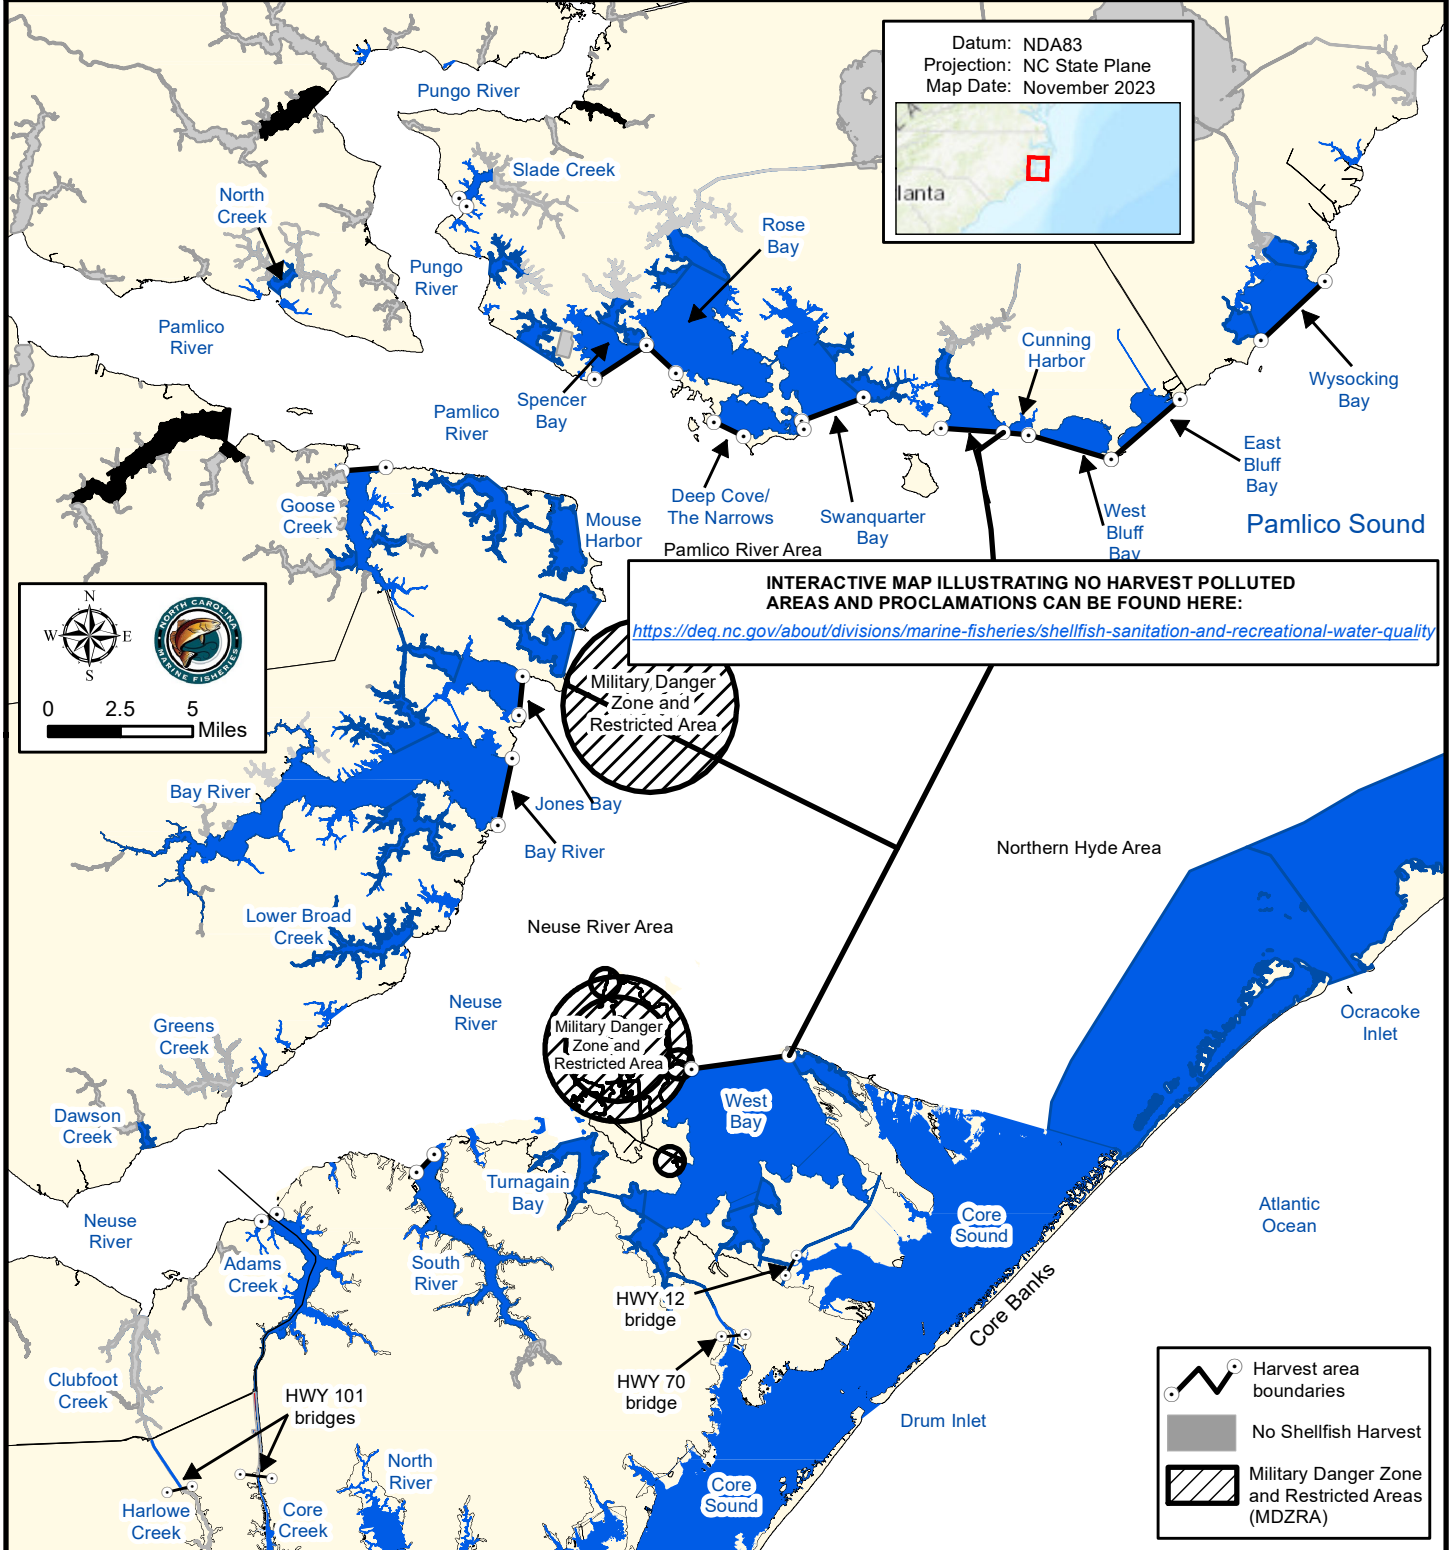 Datum: NDA83
Projection: NC State Plane
Map Date: November 2023
lanta
Pungo River
Slade Creek
North
Creek
Rose
Bay
Pungo
River
Pamlico
River
Cunning
Harbor
Wysocking
Bay
Spencer
Bay
Pamlico
River
East
Bluff
Bay
Deep Cove/
The Narrows
Swanquarter
Bay
West
Bluff
Bay
Pamlico Sound
Goose
Creek
Mouse
Harbor
Pamlico River Area
INTERACTIVE MAP ILLUSTRATING NO HARVEST POLLUTED
AREAS AND PROCLAMATIONS CAN BE FOUND HERE:
https://deq.nc.gov/about/divisions/marine-fisheries/shellfish-sanitation-and-recreational-water-quality
N
W E
S
NORTH CAROLINA
MARINE FISHERIES
0 2.5 5
Miles
Military Danger
Zone and
Restricted Area
Bay River
Jones Bay
Bay River
Northern Hyde Area
Lower Broad
Creek
Neuse River Area
Neuse
River
Greens
Creek
Military Danger
Zone and
Restricted Area
Ocracoke
Inlet
Dawson
Creek
West
Bay
Turnagain
Bay
Neuse
River
Core
Sound
Atlantic
Ocean
Adams
Creek
South
River
HWY 12
bridge
Core Banks
Clubfoot
Creek
HWY 101
bridges
HWY 70
bridge
Drum Inlet
North
River
Core
Sound
Harlowe
Creek
Core
Creek
Harvest area
boundaries
No Shellfish Harvest
Military Danger Zone
and Restricted Areas
(MDZRA)